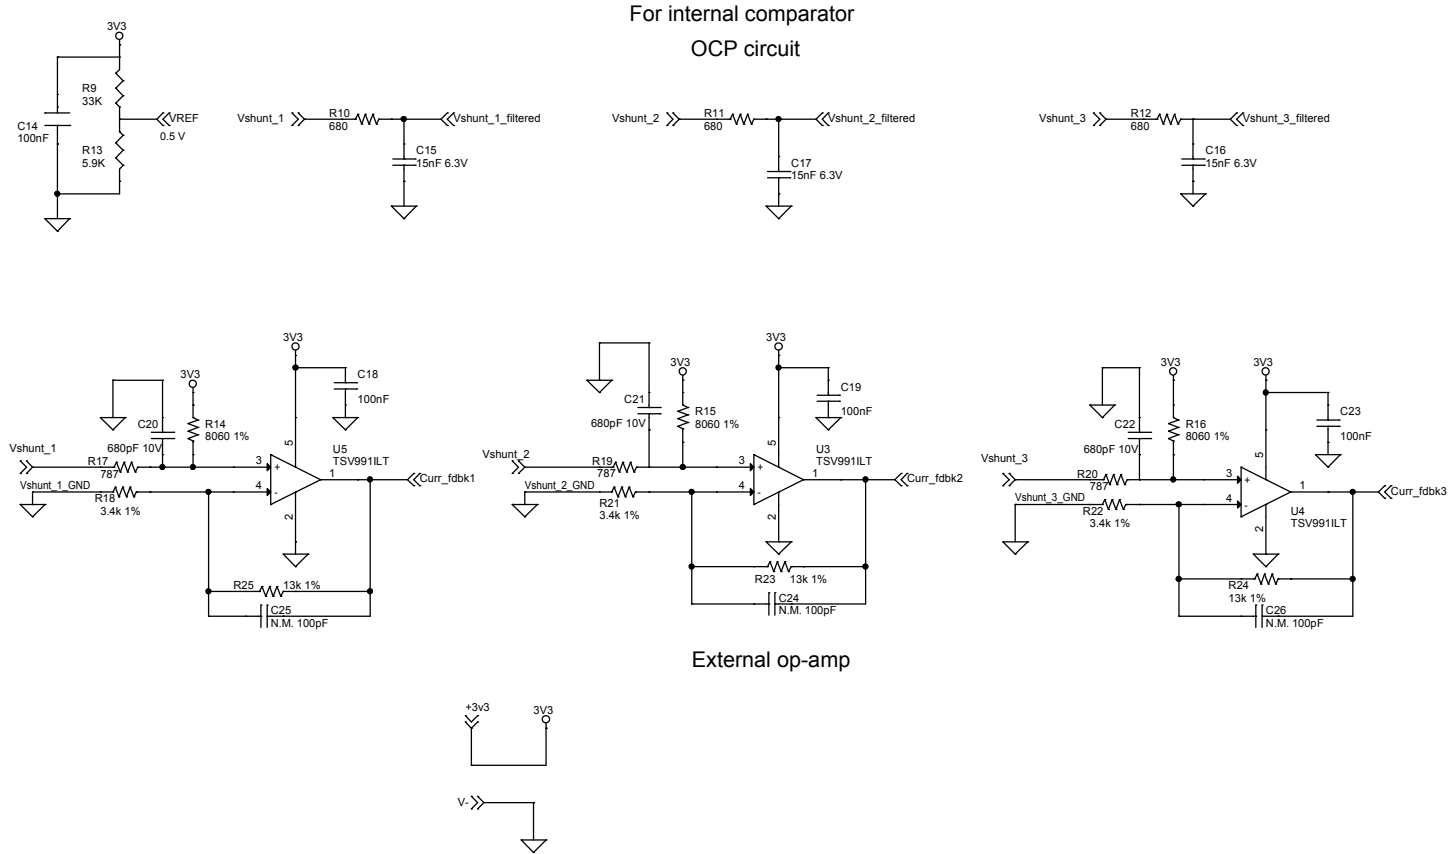 For internal comparator
OCP circuit
3V3
R9
33K
C14
100nF
VREF
0.5 V
R13
5.9K
Vshunt_1
R10
680
Vshunt_1_filtered
C15
15nF 6.3V
Vshunt_2
R11
680
Vshunt_2_filtered
C17
15nF 6.3V
Vshunt_3
R12
680
Vshunt_3_filtered
C16
15nF 6.3V
3V3
C18
100nF
3V3
C20
680pF 10V
R14
8060 1%
Vshunt_1
R17
787
Vshunt_1_GND
R18
3.4k 1%
3
+
4
-
5
2
1
U5
TSV991ILT
Curr_fdbk1
R25
13k 1%
C25
N.M. 100pF
3V3
C19
100nF
3V3
C21
680pF 10V
R15
8060 1%
Vshunt_2
R19
787
Vshunt_2_GND
R21
3.4k 1%
3
+
4
-
5
2
1
U3
TSV991ILT
Curr_fdbk2
R23
13k 1%
C24
N.M. 100pF
3V3
C23
100nF
3V3
C22
680pF 10V
R16
8060 1%
Vshunt_3
R20
787
Vshunt_3_GND
R22
3.4k 1%
3
+
4
-
5
2
1
U4
TSV991ILT
Curr_fdbk3
R24
13k 1%
C26
N.M. 100pF
External op-amp
+3v3
3V3
V-